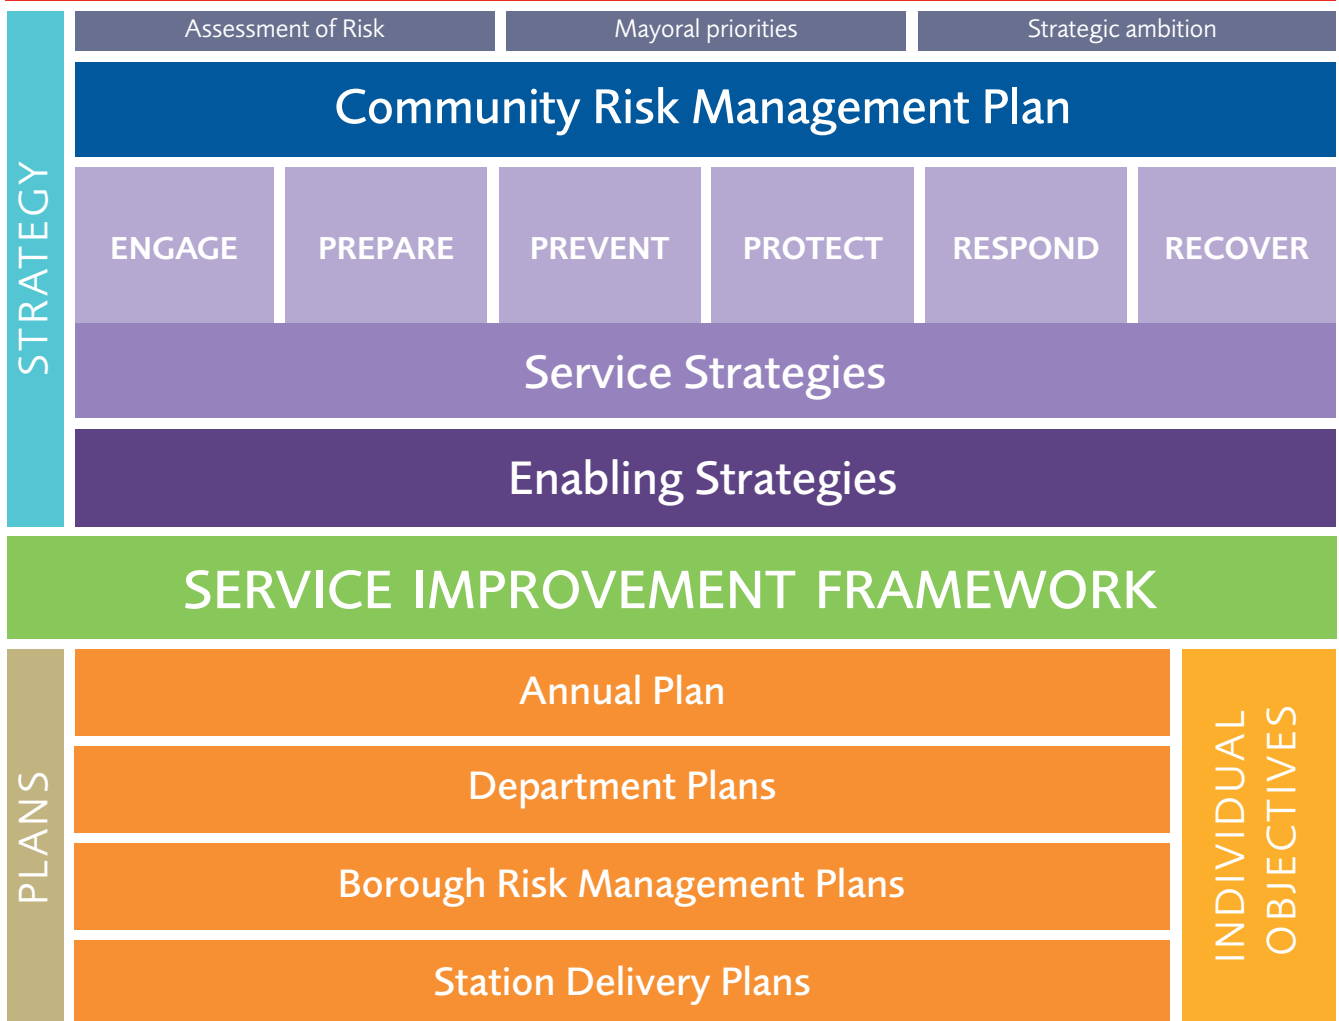 Assessment of Risk
Mayoral priorities
Strategic ambition
STRATEGY
Community Risk Management Plan
ENGAGE
PREPARE
PREVENT
PROTECT
RESPOND
RECOVER
Service Strategies
Enabling Strategies
SERVICE IMPROVEMENT FRAMEWORK
PLANS
Annual Plan
Department Plans
Borough Risk Management Plans
Station Delivery Plans
INDIVIDUAL
OBJECTIVES